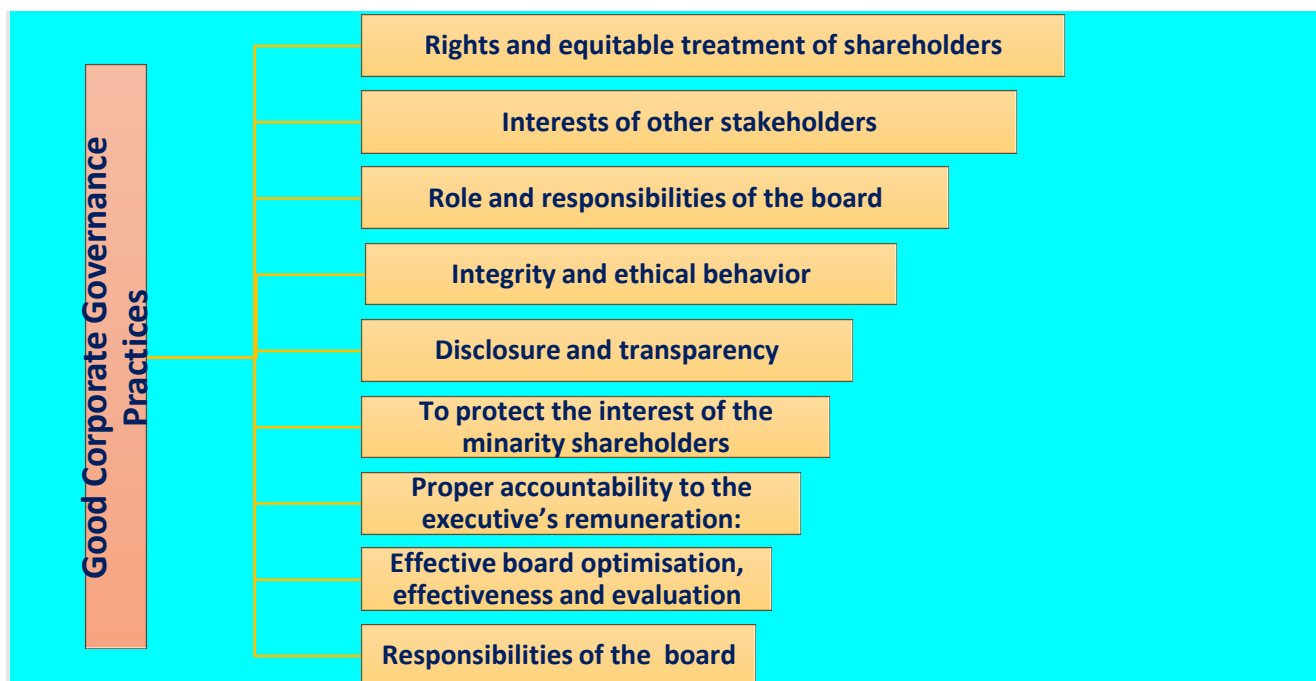 Good Corporate Governance
Practices
Rights and equitable treatment of shareholders
Interests of other stakeholders
Role and responsibilities of the board
Integrity and ethical behavior
Disclosure and transparency
To protect the interest of the
minarity shareholders
Proper accountability to the
executive’s remuneration:
Effective board optimisation,
effectiveness and evaluation
Responsibilities of the  board